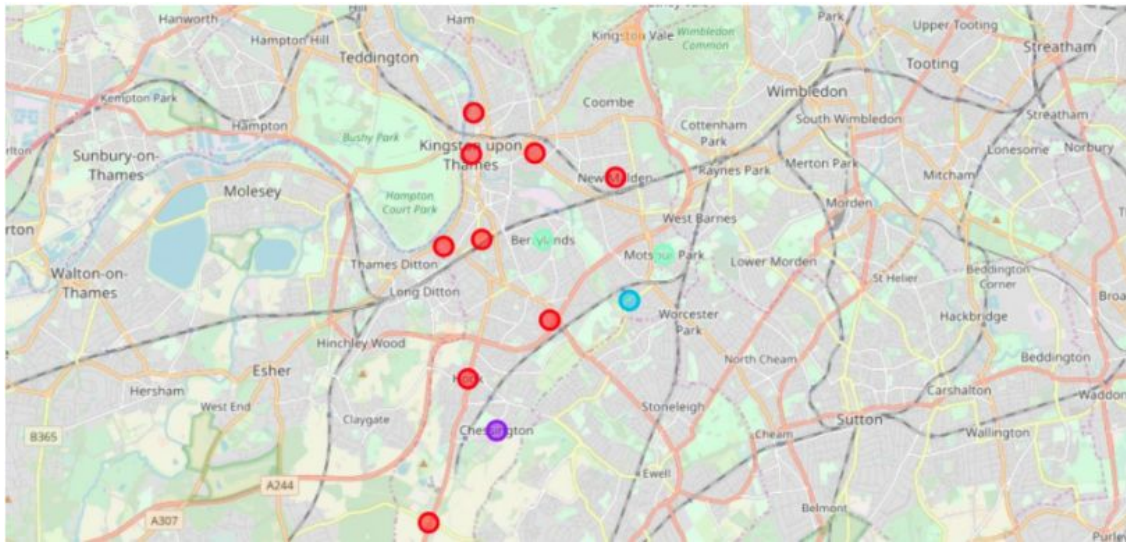 Hanworth
Ham
Hampton Hill
Teddington
Kingston Vale
Wimbledon
Common
Park
Upper Tooting
Streatham
Tooting
Kempton Park
Hampton
Bushy Park
Coombe
Wimbledon
South Wimbledon
Streatham
Cottenham
Park
Kingston upon
Thames
Sunbury-on-
Thames
Lonesome
Norbury
Merton Park
Raynes Park
Mitcham
Molesey
Hampton
Court Park
Morden
West Barnes
Walton-on-
Thames
Thames Ditton
Lower Morden
St Helier
Beddington
Corner
Long Ditton
Worcester
Park
Hackbridge
Hinchley Wood
North Cheam
Beddington
Esher
Hersham
West End
Claygate
Stoneleigh
Carshalton
Waddon
Sutton
Chessington
Cheam
Wallington
B365
Ewell
A244
A307
Belmont